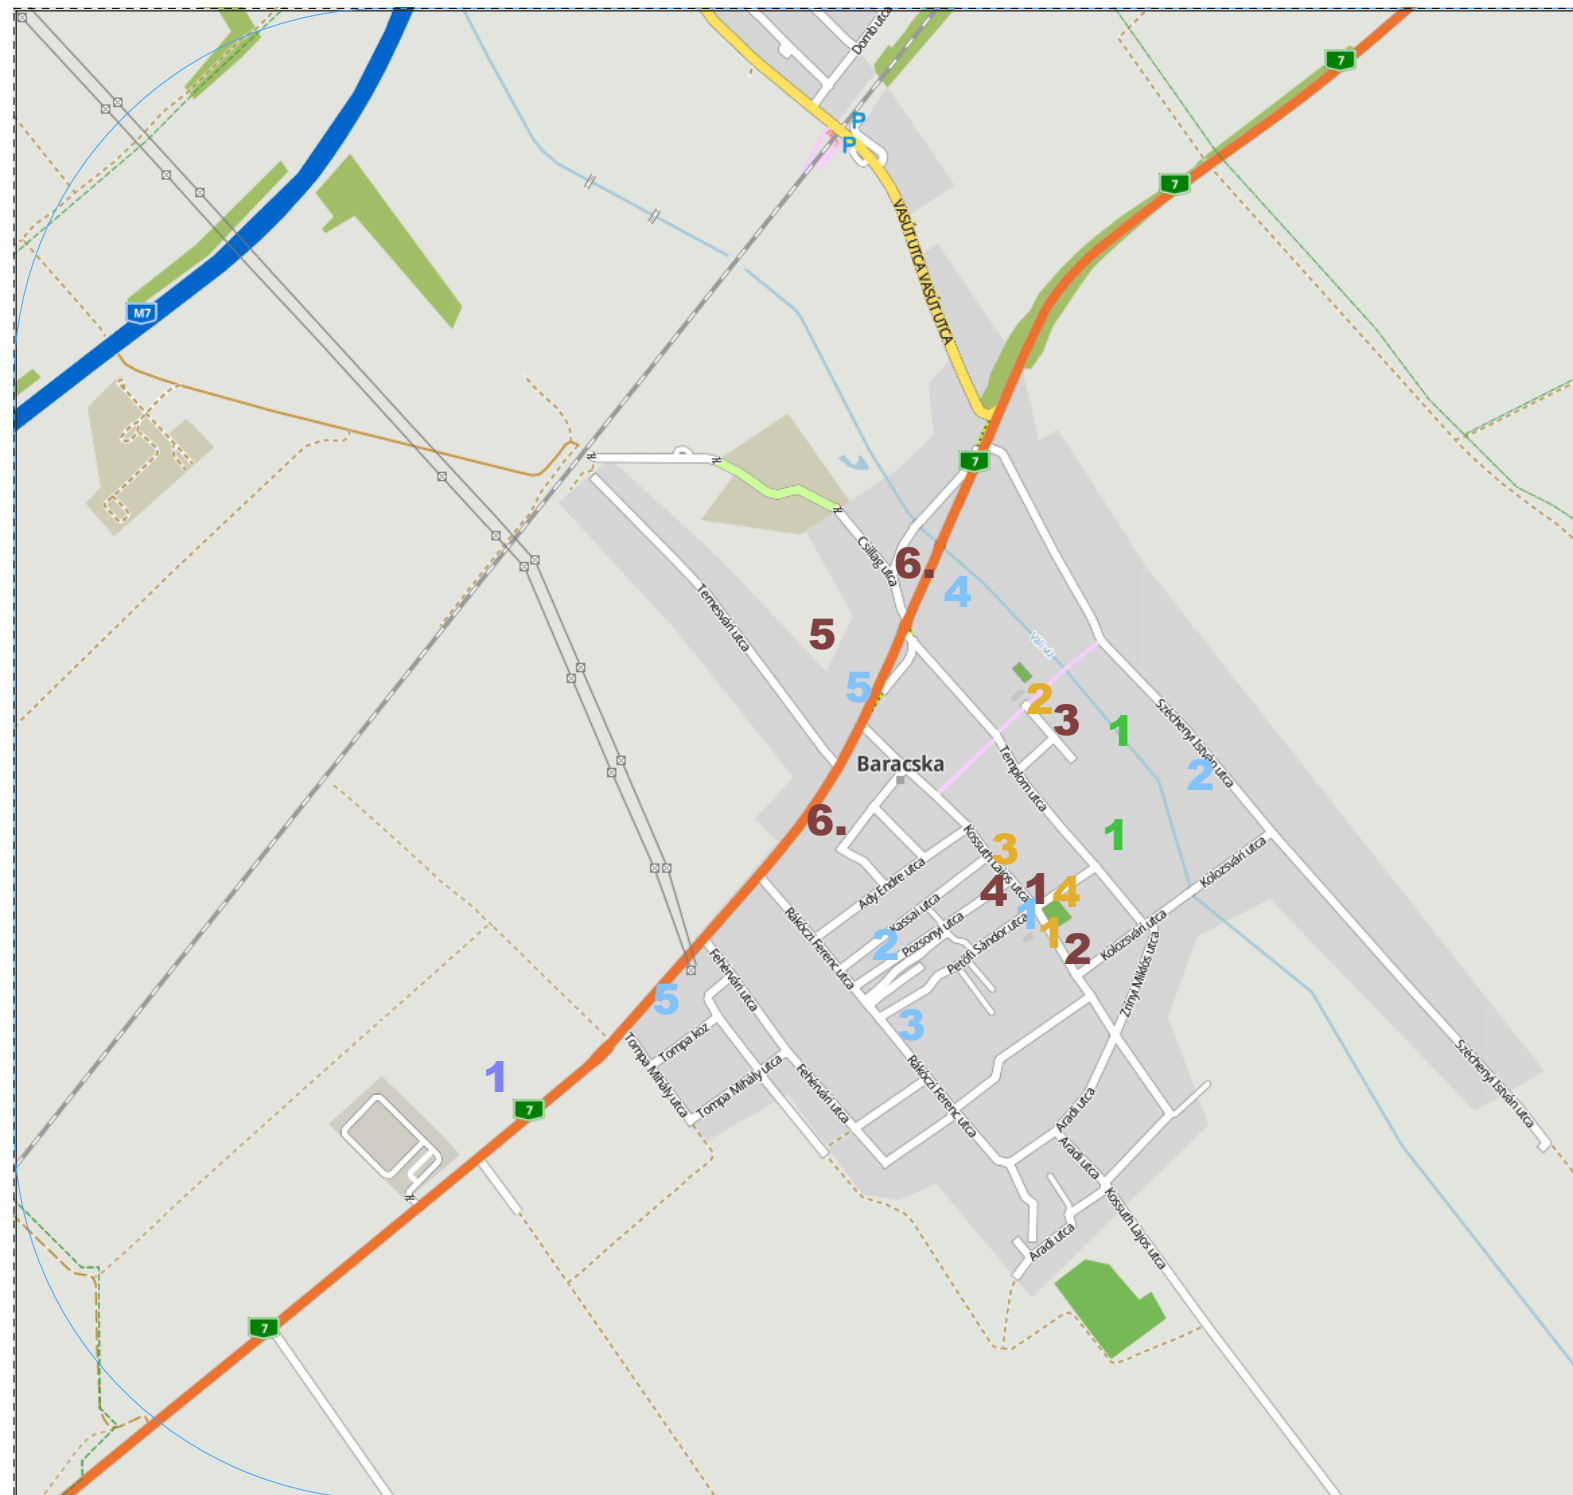 Domb utca
7
P
P
7
VASÚT UTCA VASÚT UTCA
M7
7
Csillag utca
6.
4
Temesvári utca
5
Váli-víz
5
2
3
1
Széchenyi István utca
Baracska
Templom utca
2
6.
3
1
Kossuth Lajos utca
Kolozsvári utca
Ady Endre utca
4
1
4
Kassai utca
1
Rákóczi Ferenc utca
Pozsonyi utca
Petőfi Sándor utca
1
2
2
Kolozsvári utca
Fehérvári utca
Zrínyi Miklós utca
5
3
Tompa köz
Tompa Mihály utca
1
Rákóczi Ferenc utca
Tompa Mihály utca
Fehérvári utca
Széchenyi István utca
7
Aradi utca
Aradi utca
Kossuth Lajos utca
Aradi utca
7